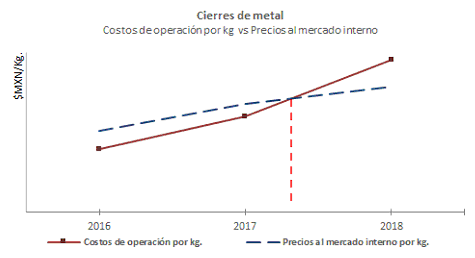 Cierres de metal
Costos de operación por kg vs Precios al mercado interno
$MXN/Kg.
2016 2017 2018
Costos de operación por kg. Precios al mercado interno por kg.